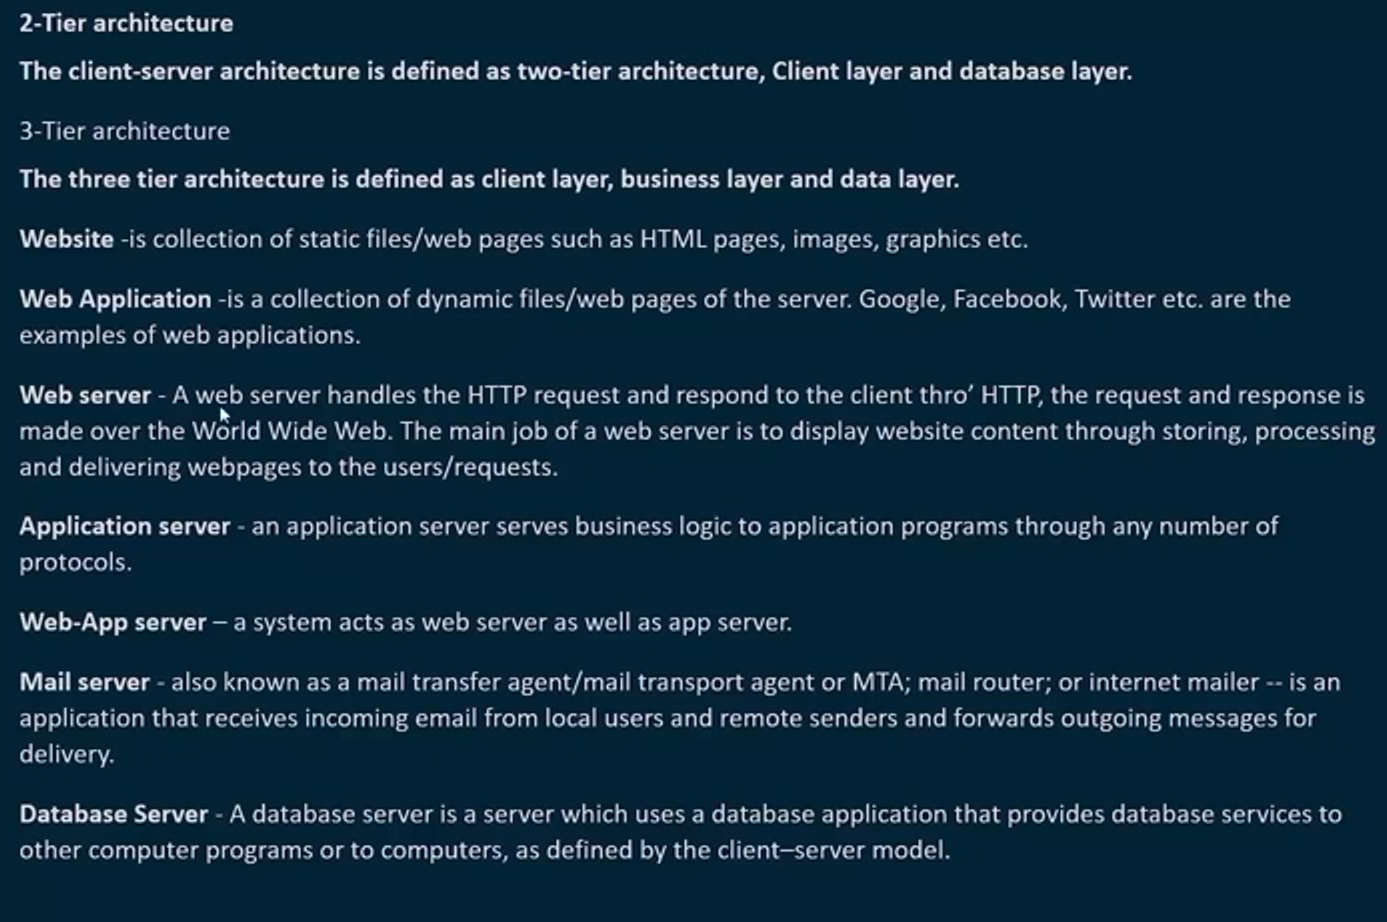 2-Tier architecture
The client-server architecture is defined as two-tier architecture, Client layer and database layer.
3-Tier architecture
The three tier architecture is defined as client layer, business layer and data layer.
Website -is collection of static files/web pages such as HTML pages, images, graphics etc.
Web Application -is a collection of dynamic files/web pages of the server. Google, Facebook, Twitter etc. are the
examples of web applications.
Web server - A web server handles the HTTP request and respond to the client thro’ HTTP, the request and response is
made over the World Wide Web. The main job of a web server is to display website content through storing, processing
and delivering webpages to the users/requests.
Application server - an application server serves business logic to application programs through any number of
protocols.
Web-App server – a system acts as web server as well as app server.
Mail server - also known as a mail transfer agent/mail transport agent or MTA; mail router; or internet mailer -- is an
application that receives incoming email from local users and remote senders and forwards outgoing messages for
delivery.
Database Server - A database server is a server which uses a database application that provides database services to
other computer programs or to computers, as defined by the client–server model.